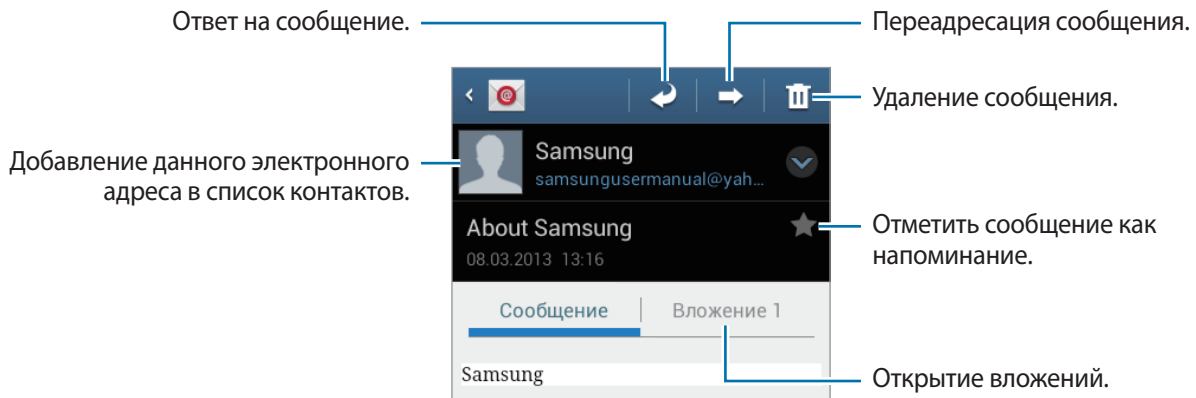 Ответ на сообщение.
Переадресация сообщения.
Удаление сообщения.
Добавление данного электронного
адреса в список контактов.
Samsung
samsungusermanual@yah...
About Samsung
08.03.2013 13:16
Отметить сообщение как
напоминание.
Сообщение
Вложение 1
Samsung
Открытие вложений.